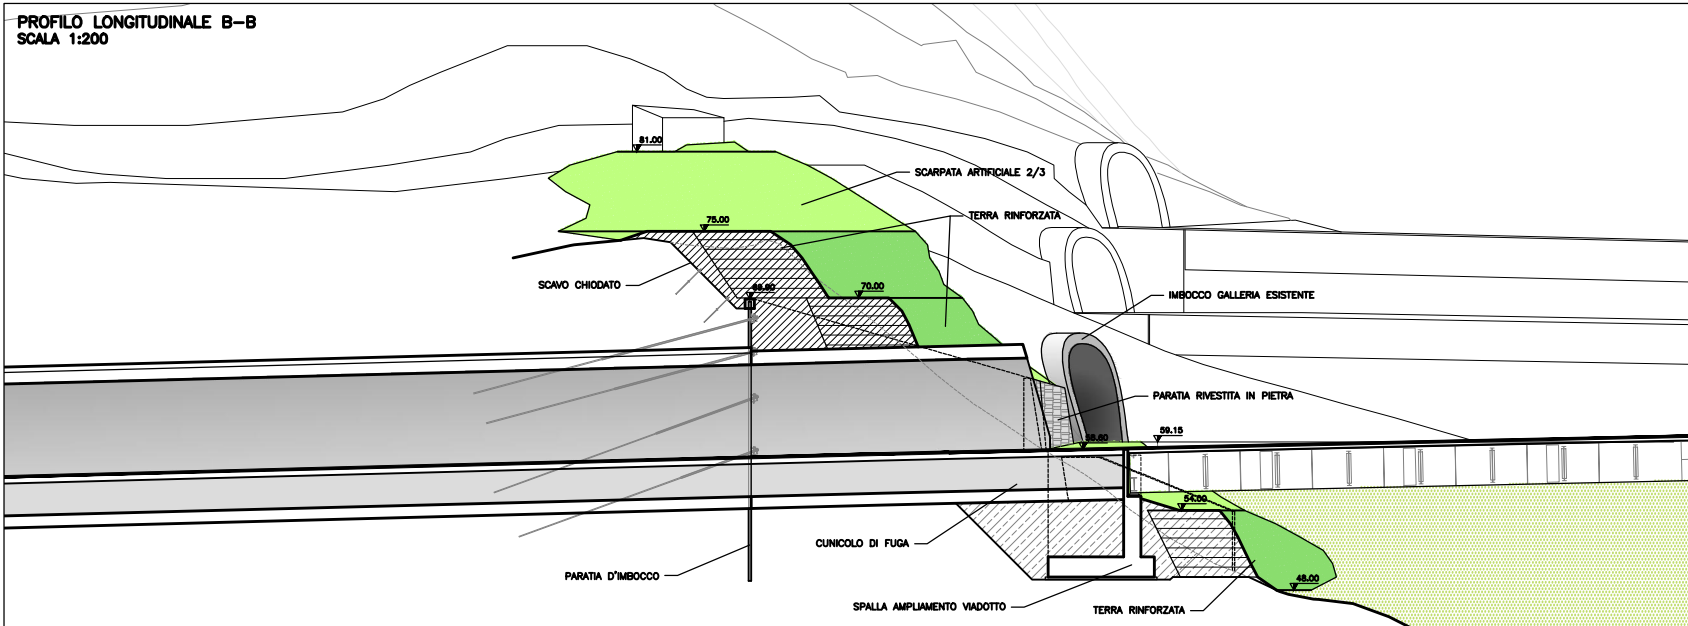 PROFILO LONGITUDINALE B-B
SCALA 1:200
81.00
SCARPATA ARTIFICIALE 2/3
75.00
TERRA RINFORZATA
SCAVO CHIODATO
70.00
IMBOCCO GALLERIA ESISTENTE
PARATIA RIVESTITA IN PIETRA
59.15
54.00
CUNICOLO DI FUGA
PARATIA D'IMBOCCO
48.00
SPALLA AMPLIAMENTO VIADOTTO
TERRA RINFORZATA